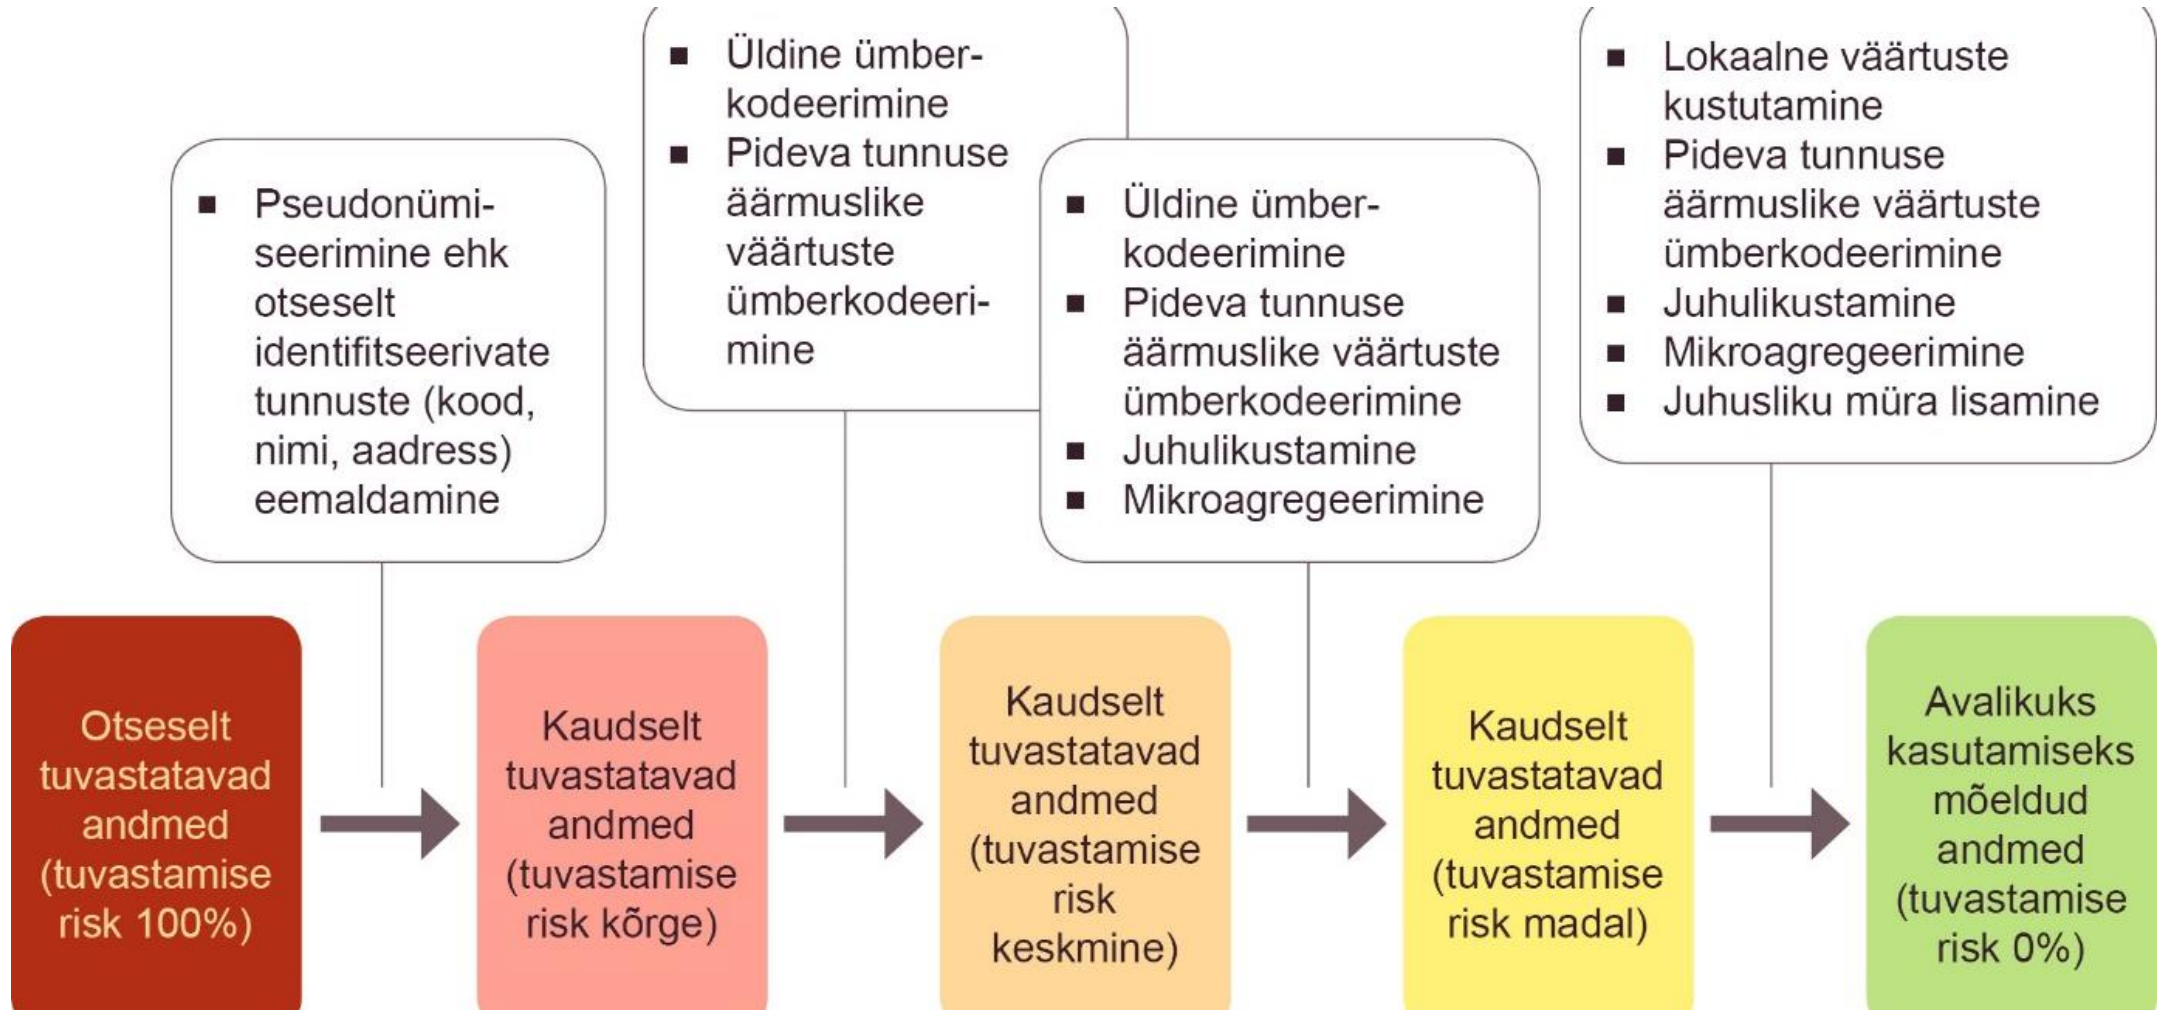 Pseudonümi-
seerimine ehk
otseselt
identifitseerivate
tunnuste (kood,
nimi, aadress)
eemaldamine
Üldine ümber-
kodeerimine
Pideva tunnuse
äärmuslike
väärtuste
ümberkodeeri-
mine
Üldine ümber-
kodeerimine
Pideva tunnuse
äärmuslike väärtuste
ümberkodeerimine
Juhulikustamine
Mikroagregeerimine
Lokaalne väärtuste
kustutamine
Pideva tunnuse
äärmuslike väärtuste
ümberkodeerimine
Juhulikustamine
Mikroagregeerimine
Juhusliku müra lisamine
Otseselt
tuvastatavad
andmed
(tuvastamise
risk 100%)
Kaudselt
tuvastatavad
andmed
(tuvastamise
risk kõrge)
Kaudselt
tuvastatavad
andmed
(tuvastamise
risk
keskmine)
Kaudselt
tuvastatavad
andmed
(tuvastamise
risk madal)
Avalikuks
kasutamiseks
mõeldud
andmed
(tuvastamise
risk 0%)